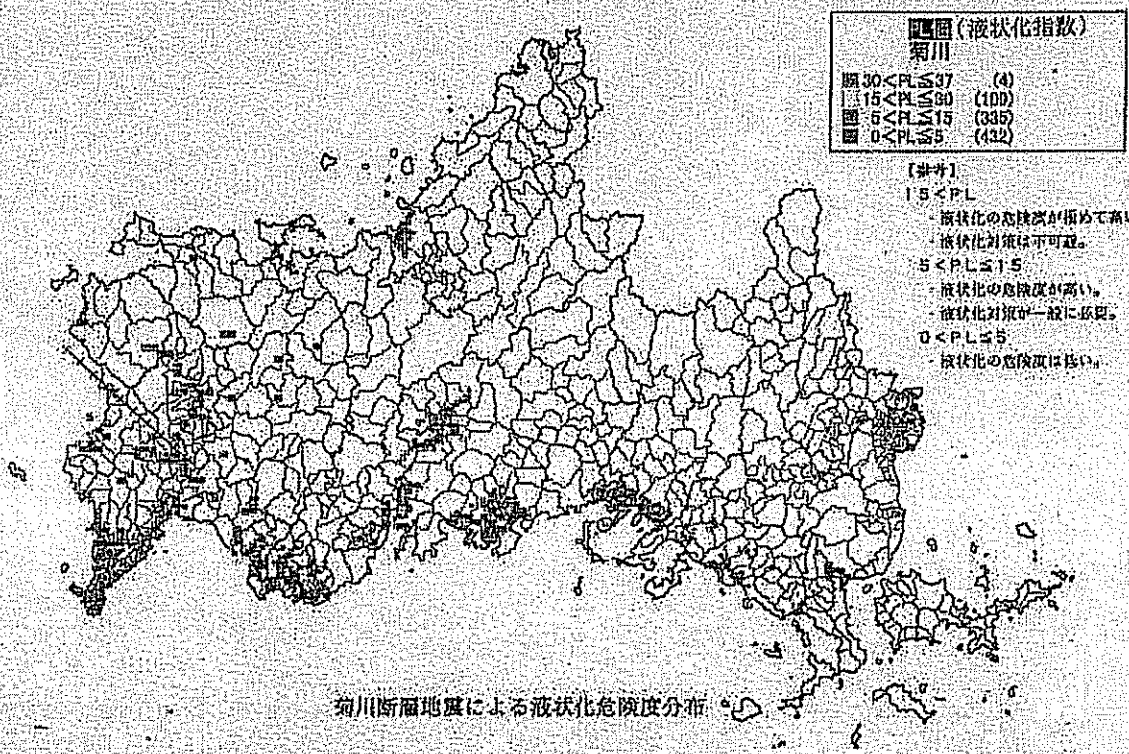 (液状化指数)
菊川
30<PL≦37 (4)
15<PL≦30 (100)
5<PL≦15 (335)
0<PL≦5 (432)
【参考】
15<PL
・液状化の危険度が極めて高い
・液状化対策は不可避。
5<PL≦15
・液状化の危険度が高い。
・液状化対策が一般に必要。
0<PL≦5
・液状化の危険度は低い。
菊川断層地震による液状化危険度分布